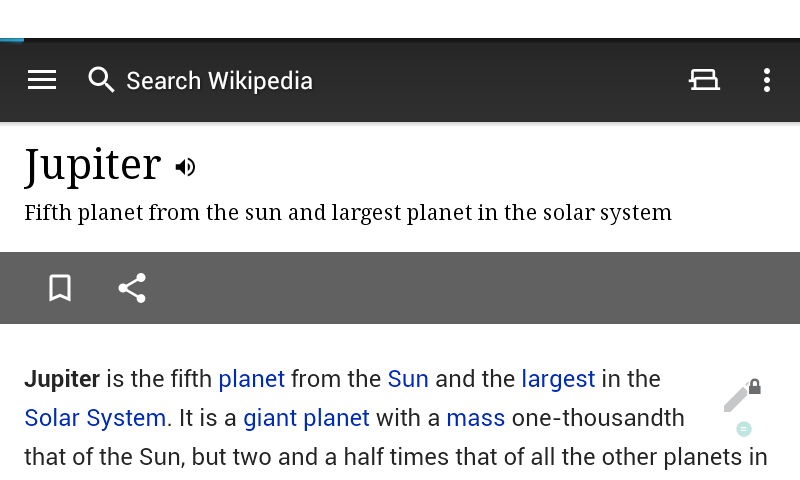 Search Wikipedia
Jupiter
Fifth planet from the sun and largest planet in the solar system
Jupiter is the fifth planet from the Sun and the largest in the
Solar System. It is a giant planet with a mass one-thousandth
that of the Sun, but two and a half times that of all the other planets in